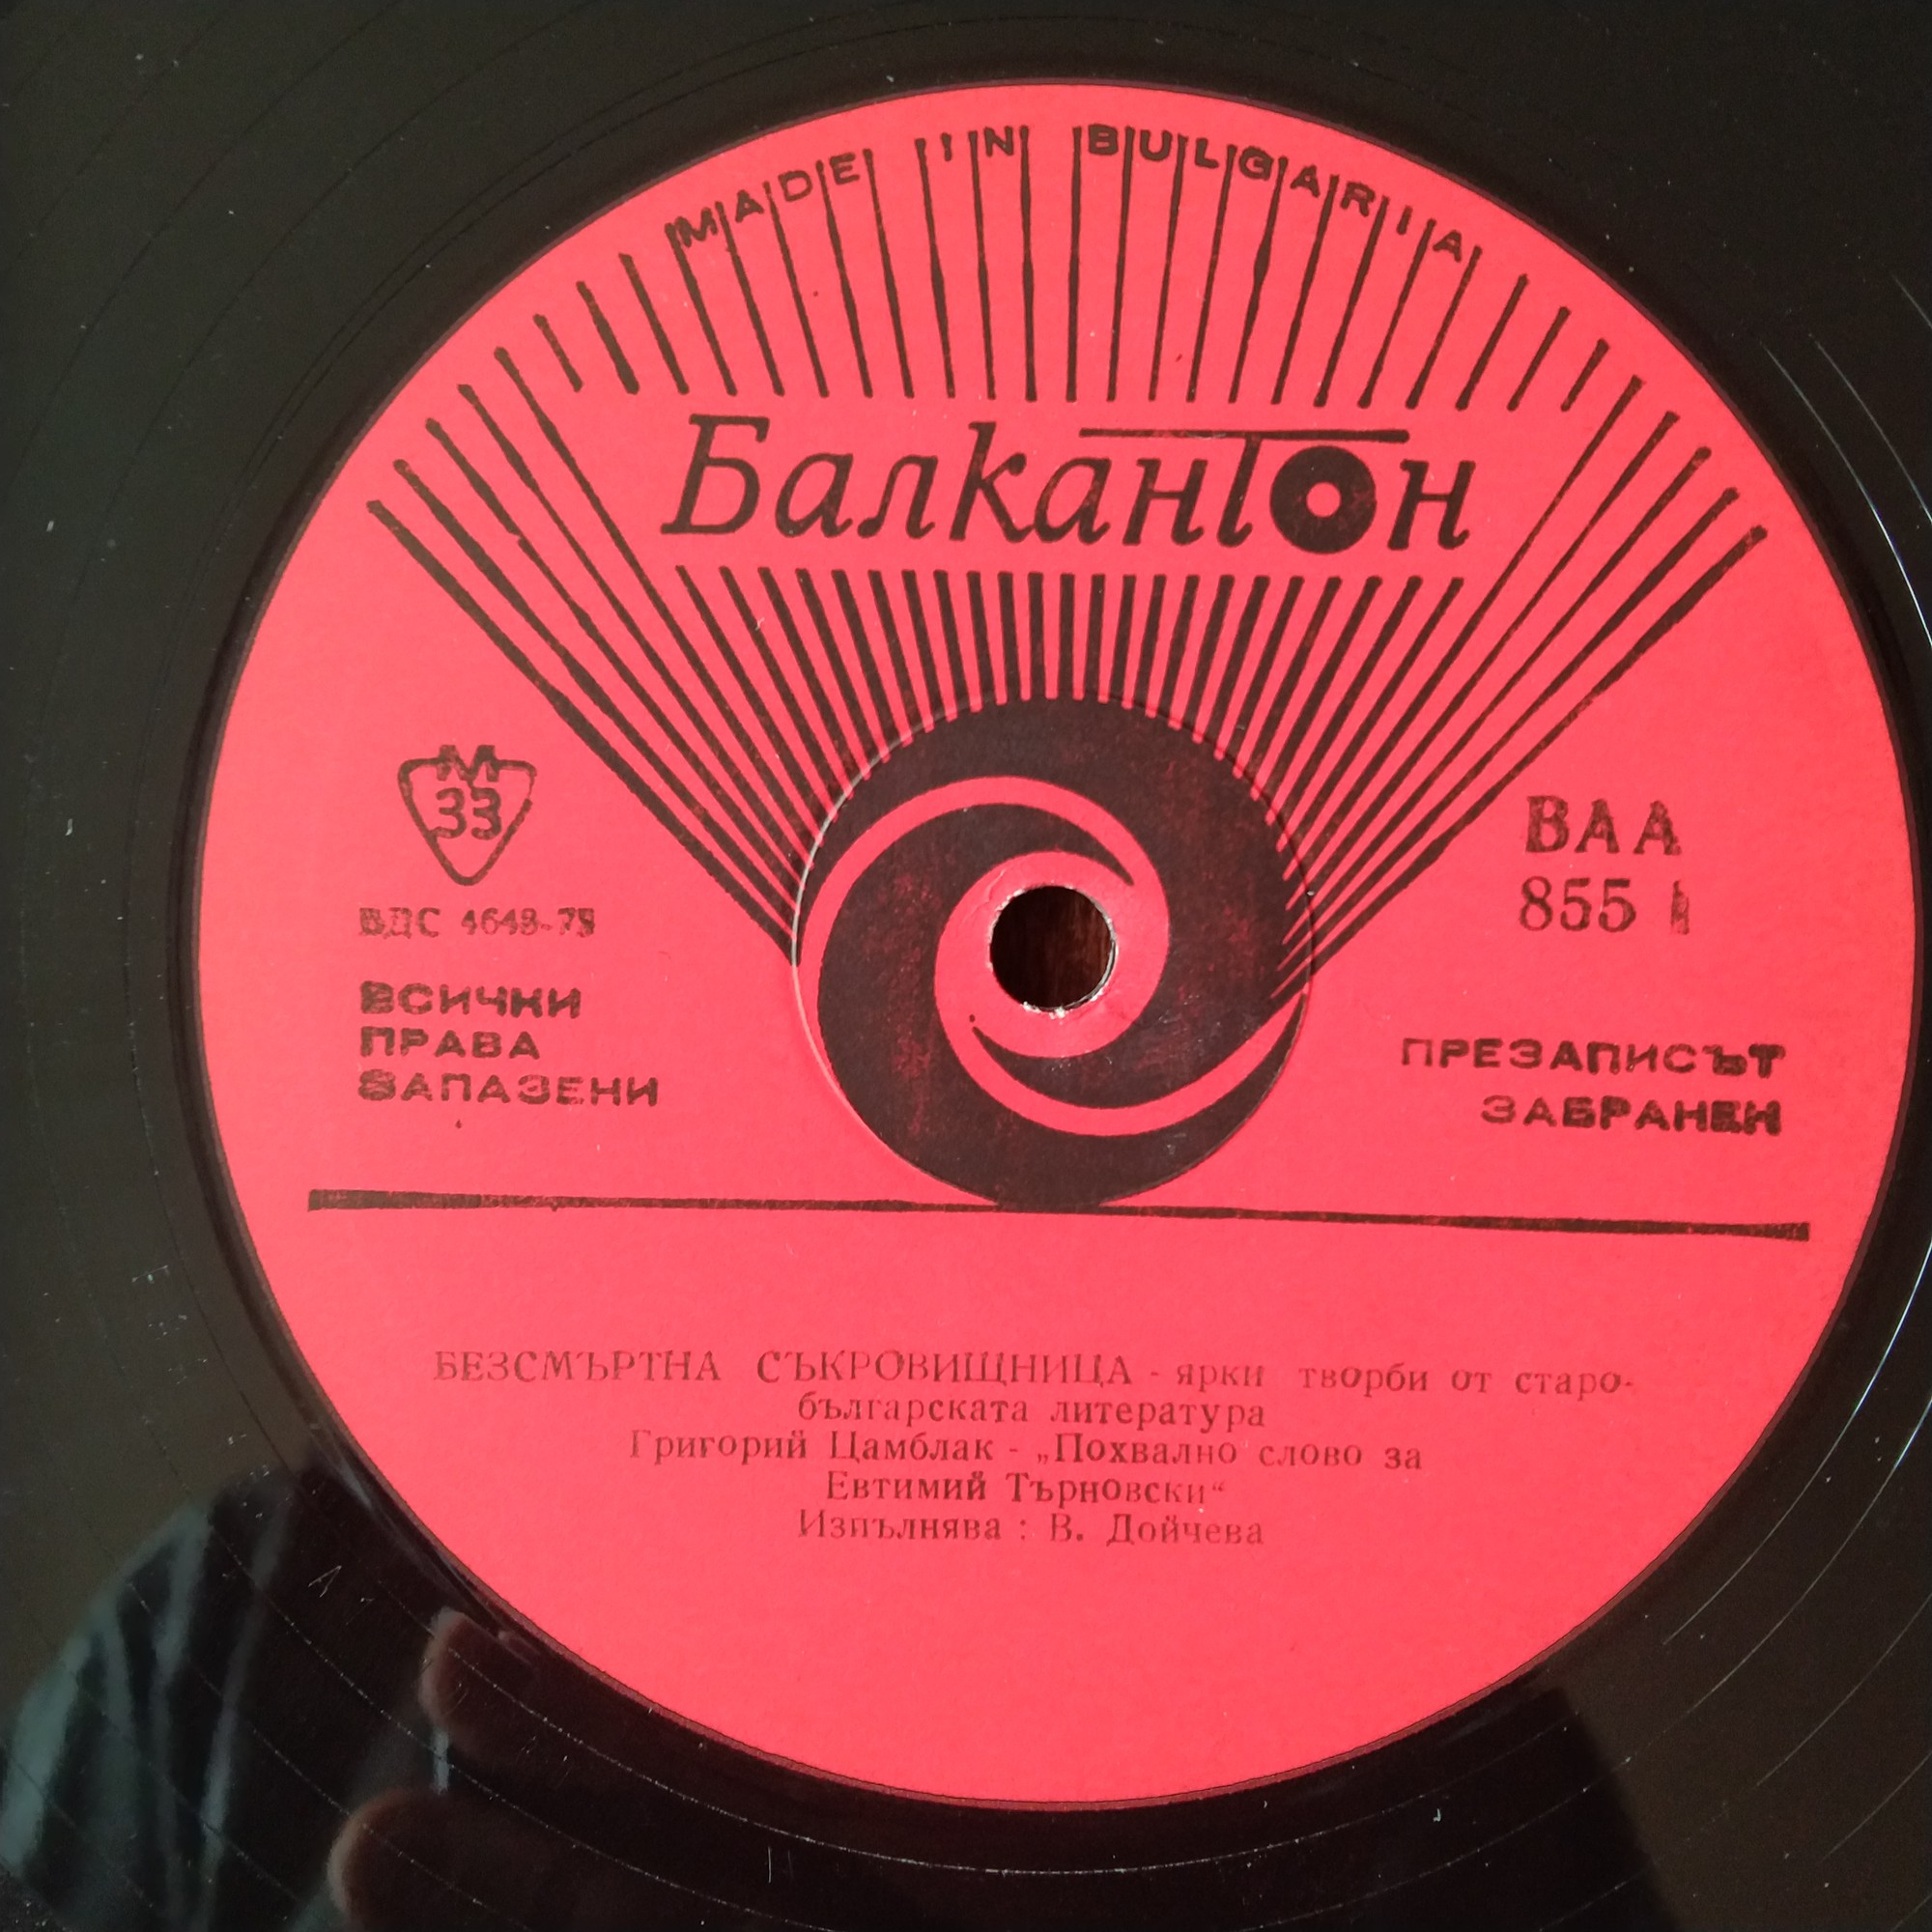 MADE IN BULGARIA
Балкантон
М
33
ВДС 4648-73
ВАА
855 I
ВСИЧКИ
ПРАВА
ЗАПАЗЕНИ
ПРЕЗАПИСЪТ
ЗАБРАНЕН
БЕЗСМЪРТНА СЪКРОВИЩНИЦА - ярки творби от старо-
българската литература
Григорий Цамблак - „Похвално слово за
Евтимий Търновски“
Изпълнява : В. Дойчева